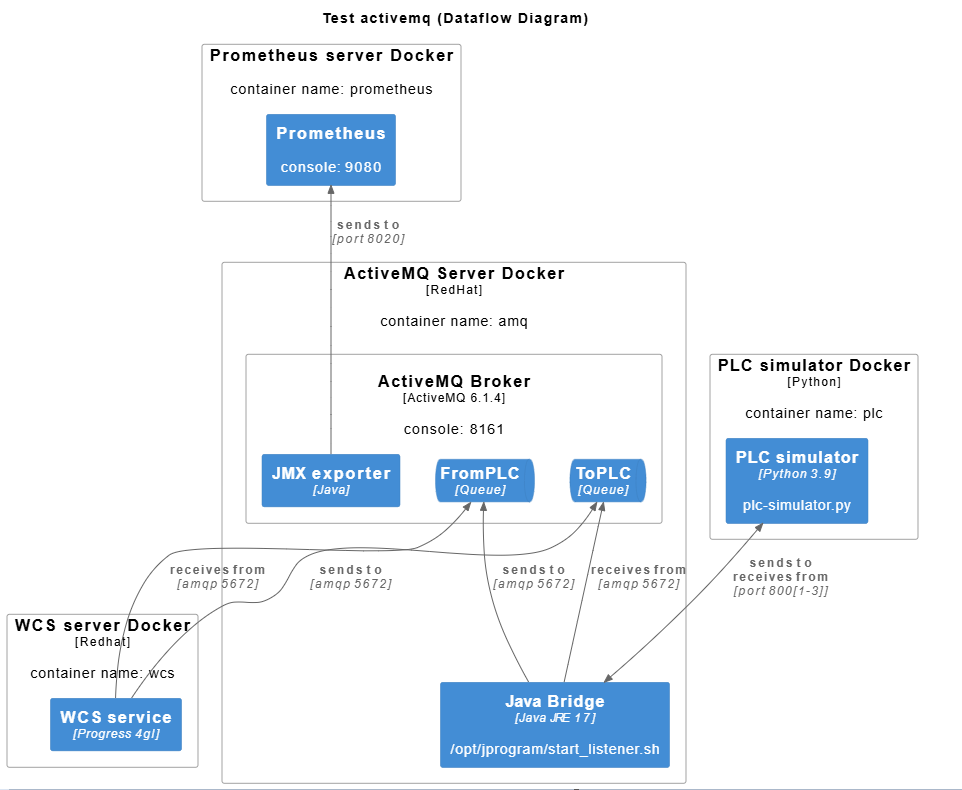 Test activemq (Dataflow Diagram)
Prometheus server Docker
container name: prometheus
Prometheus
console: 9080
sends to
[port 8020]
ActiveMQ Server Docker
[RedHat]
container name: amq
ActiveMQ Broker
[ActiveMQ 6.1.4]
console: 8161
JMX exporter
[Java]
FromPLC
[Queue]
ToPLC
[Queue]
PLC simulator Docker
[Python]
container name: plc
PLC simulator
[Python 3.9]
plc-simulator.py
receives from
[amqp 5672]
sends to
[amqp 5672]
sends to
[amqp 5672]
receives from
[amqp 5672]
sends to
receives from
[port 800[1-3]]
WCS server Docker
[Redhat]
container name: wcs
WCS service
[Progress 4gl]
Java Bridge
[Java JRE 17]
/opt/jprogram/start_listener.sh